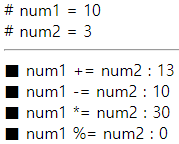 # num1 = 10
# num2 = 3
■ num1 += num2 : 13
■ num1 -= num2 : 10
■ num1 *= num2 : 30
■ num1 %= num2 : 0